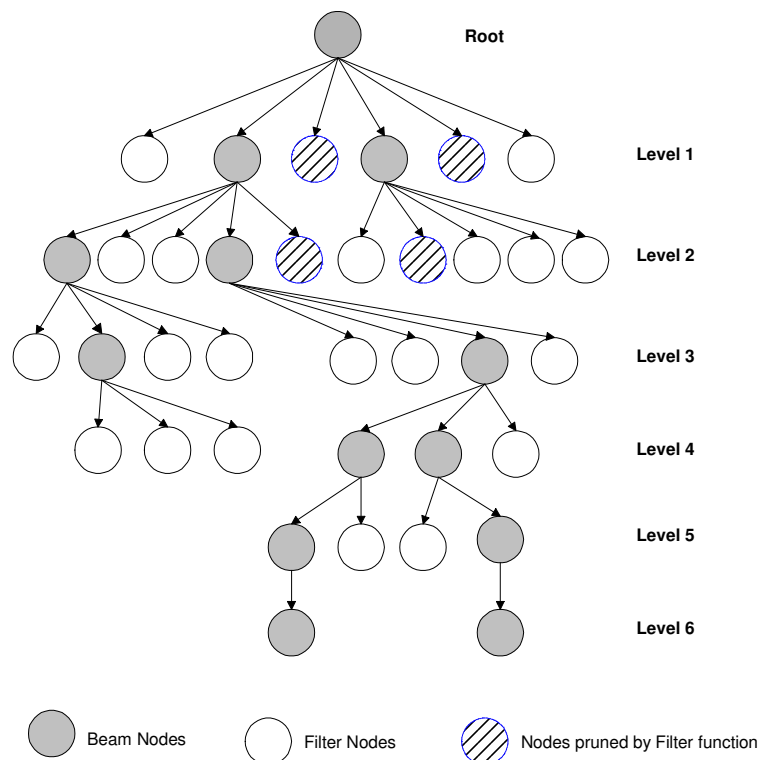 Root
Level 1
Level 2
Level 3
Level 4
Level 5
Level 6
Beam Nodes
Filter Nodes
Nodes pruned by Filter function